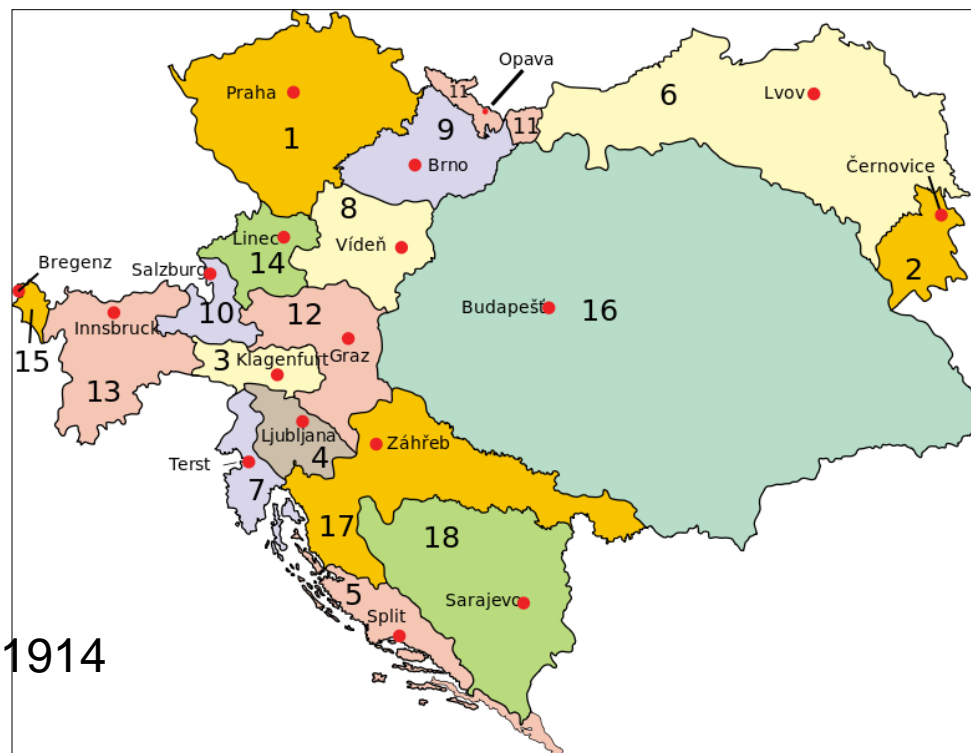 Opava
11
6
Praha
Lvov
9
11
1
Brno
Černovice
8
Linec
Vídeň
14
2
Bregenz
Salzburg
Budapešť
16
10
12
Innsbruck
15
3
Klagenfurt
Graz
13
Ljubljana
Záhřeb
4
Terst
7
17
18
5
Sarajevo
Split
1914